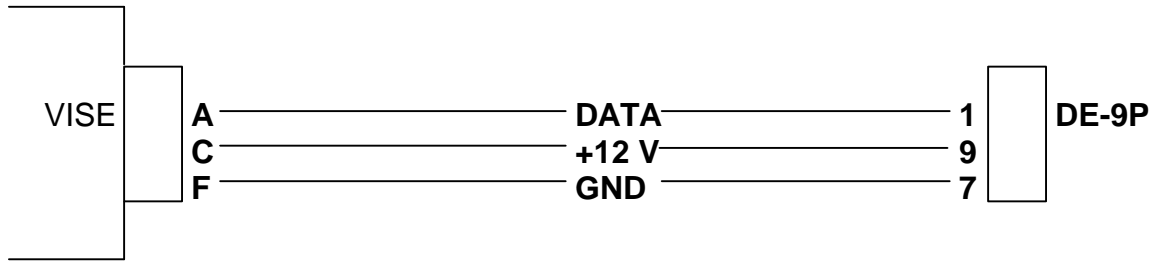 VISE A DATA 1 DE-9P
C +12 V 9
F GND 7